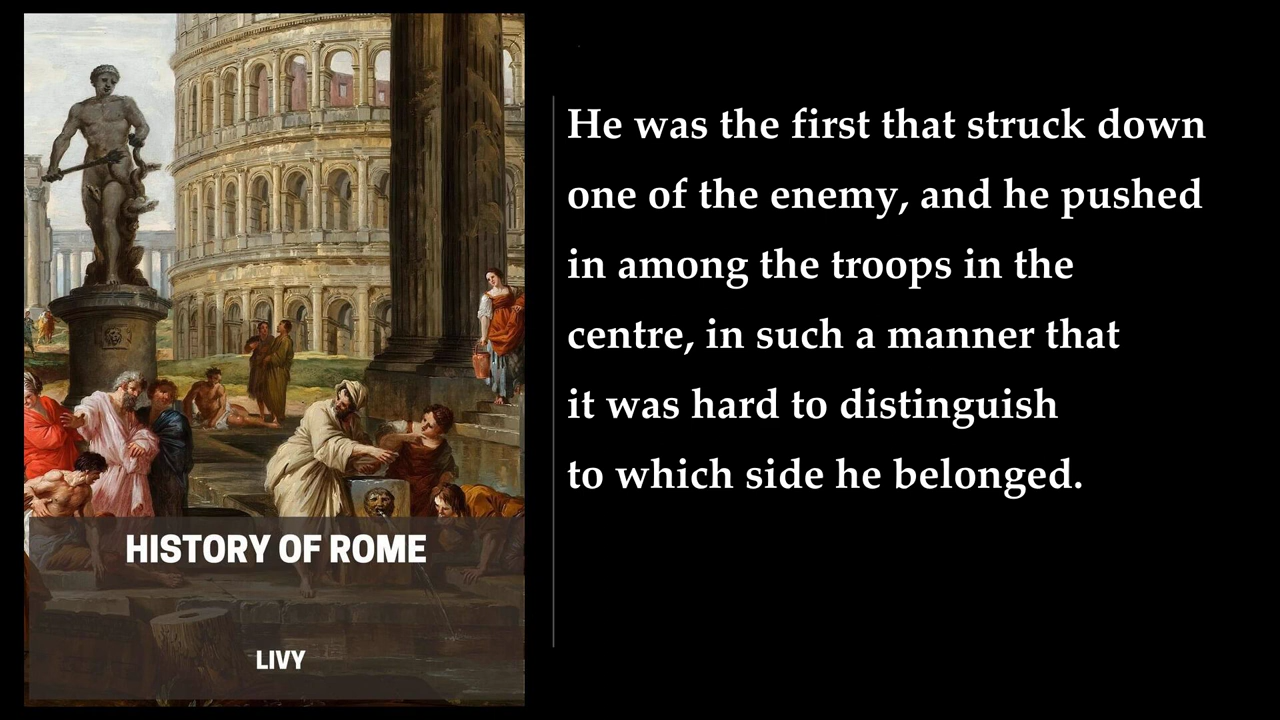 HISTORY OF ROME
LIVY
He was the first that struck down
one of the enemy, and he pushed
in among the troops in the
centre, in such a manner that
it was hard to distinguish
to which side he belonged.